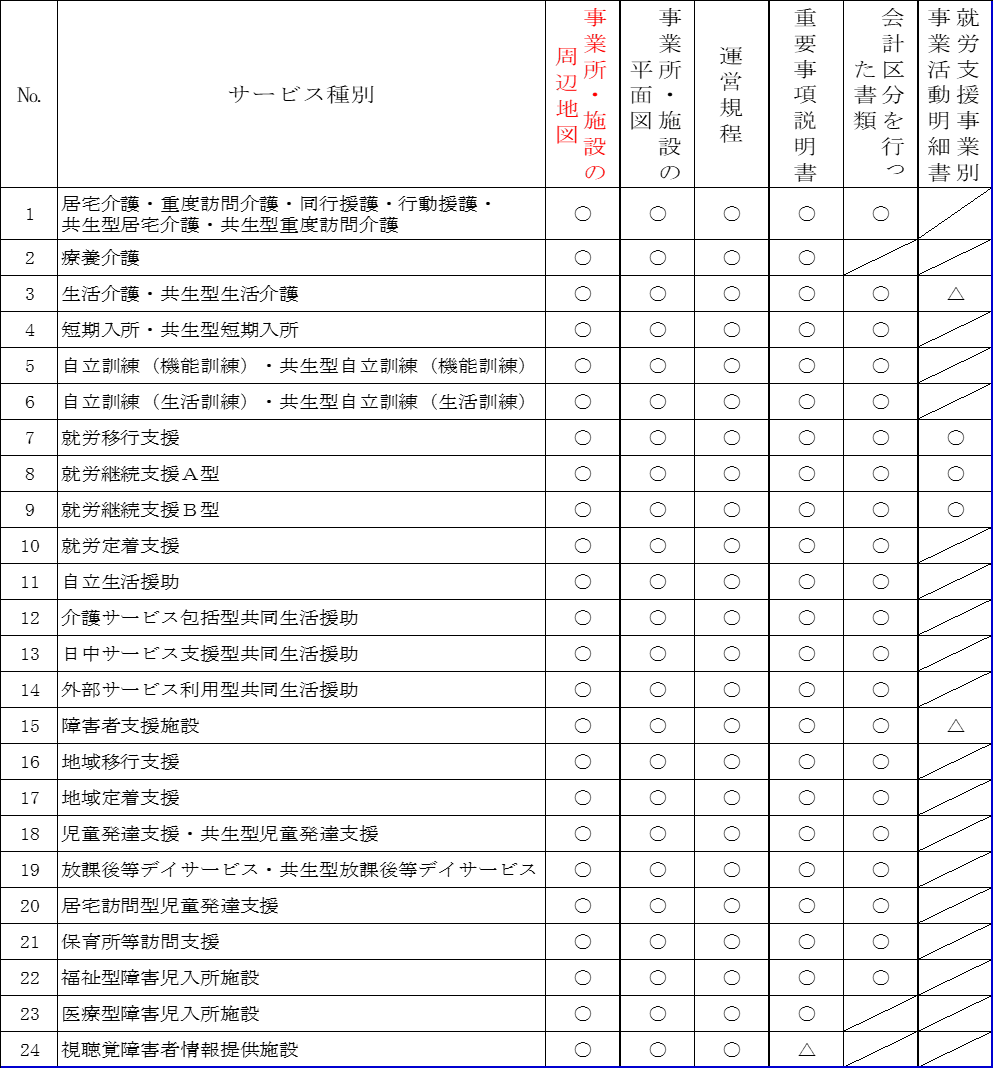 № サービス種別 事業所・施設の周辺地図 事業所・施設の平面図 運営規程 重要事項説明書 会計区分を行った書類 就労支援事業別事業活動明細書
1 居宅介護・重度訪問介護・同行援護・行動援護・
共生型居宅介護・共生型重度訪問介護 ○ ○ ○ ○ ○
2 療養介護 ○ ○ ○ ○
3 生活介護・共生型生活介護 ○ ○ ○ ○ ○ △
4 短期入所・共生型短期入所 ○ ○ ○ ○ ○
5 自立訓練（機能訓練）・共生型自立訓練（機能訓練） ○ ○ ○ ○ ○
6 自立訓練（生活訓練）・共生型自立訓練（生活訓練） ○ ○ ○ ○ ○
7 就労移行支援 ○ ○ ○ ○ ○ ○
8 就労継続支援Ａ型 ○ ○ ○ ○ ○ ○
9 就労継続支援Ｂ型 ○ ○ ○ ○ ○ ○
10 就労定着支援 ○ ○ ○ ○ ○
11 自立生活援助 ○ ○ ○ ○ ○
12 介護サービス包括型共同生活援助 ○ ○ ○ ○ ○
13 日中サービス支援型共同生活援助 ○ ○ ○ ○ ○
14 外部サービス利用型共同生活援助 ○ ○ ○ ○ ○
15 障害者支援施設 ○ ○ ○ ○ ○ △
16 地域移行支援 ○ ○ ○ ○ ○
17 地域定着支援 ○ ○ ○ ○ ○
18 児童発達支援・共生型児童発達支援 ○ ○ ○ ○ ○
19 放課後等デイサービス・共生型放課後等デイサービス ○ ○ ○ ○ ○
20 居宅訪問型児童発達支援 ○ ○ ○ ○ ○
21 保育所等訪問支援 ○ ○ ○ ○ ○
22 福祉型障害児入所施設 ○ ○ ○ ○ ○
23 医療型障害児入所施設 ○ ○ ○ ○
24 視聴覚障害者情報提供施設 ○ ○ ○ △